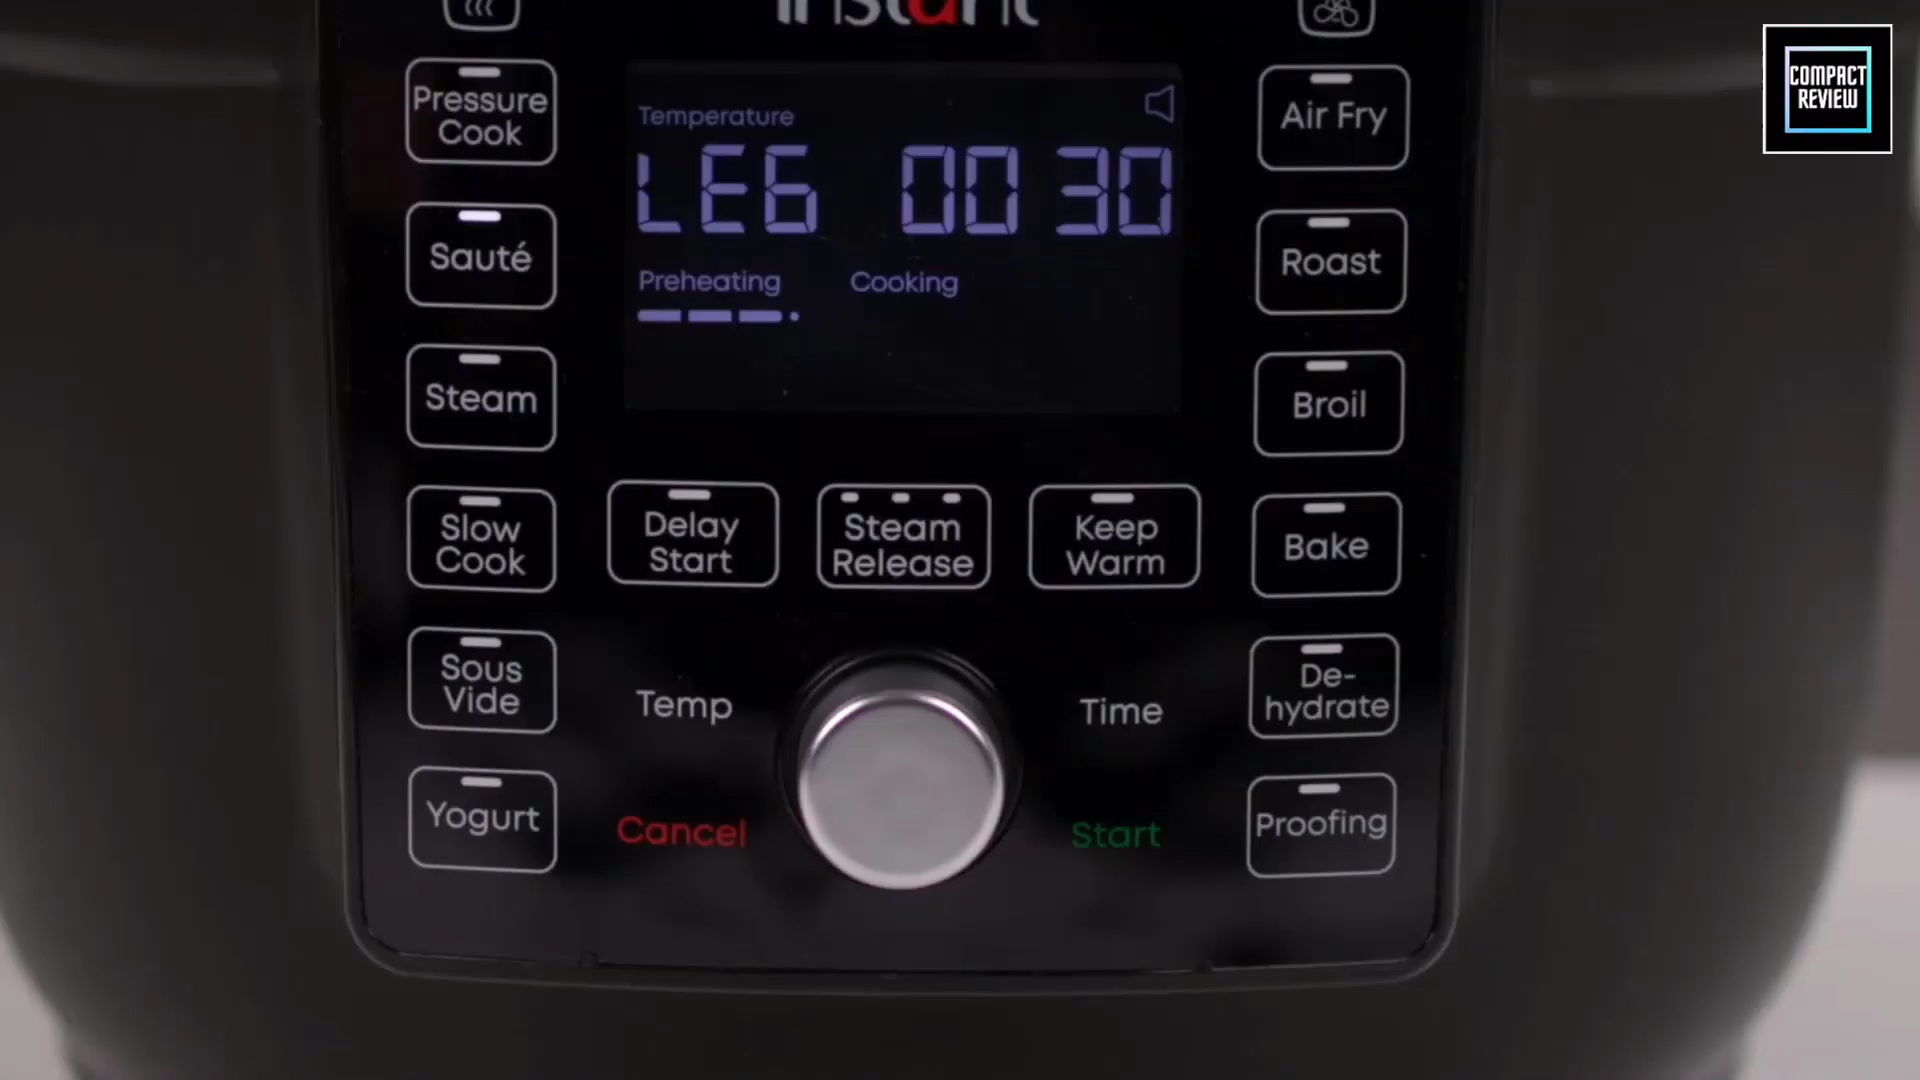 instant
COMPACT
REVIEW
Pressure
Cook
Sauté
Steam
Slow
Cook
Sous
Vide
Yogurt
Temperature
LE6 00 30
Preheating Cooking
Delay
Start
Steam
Release
Keep
Warm
Temp
Time
Cancel
Start
Air Fry
Roast
Broil
Bake
De-
hydrate
Proofing